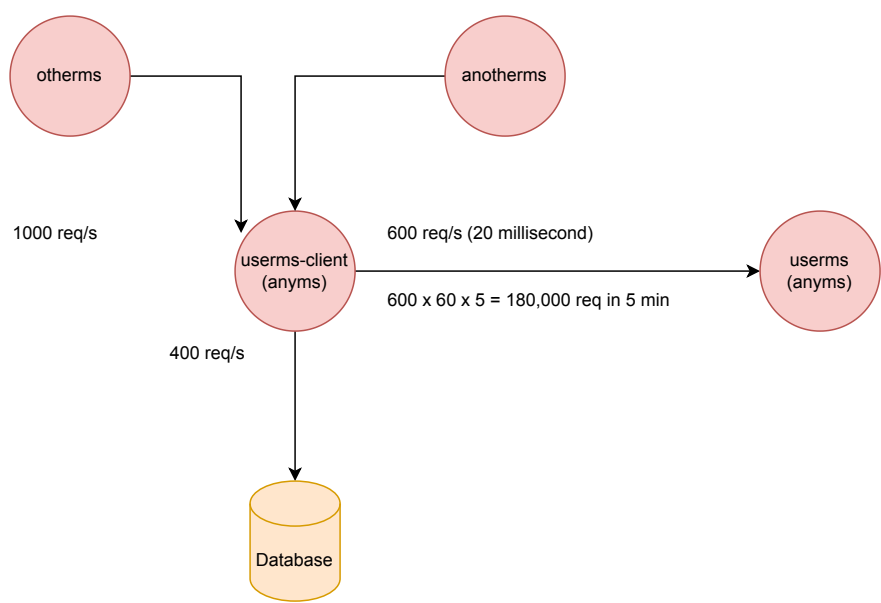 otherms
anotherms
1000 req/s
600 req/s (20 millisecond)
userms-client
(anyms)
userms
(anyms)
600 x 60 x 5 = 180,000 req in 5 min
400 req/s
Database